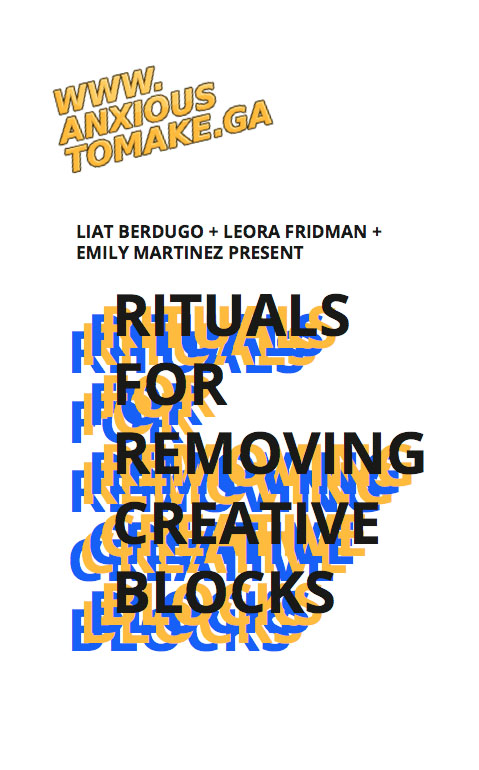 WWW.
ANXIOUS
TOMAKE.GA
LIAT BERDUGO + LEORA FRIDMAN +
EMILY MARTINEZ PRESENT
RITUALS
FOR
REMOVING
CREATIVE
BLOCKS